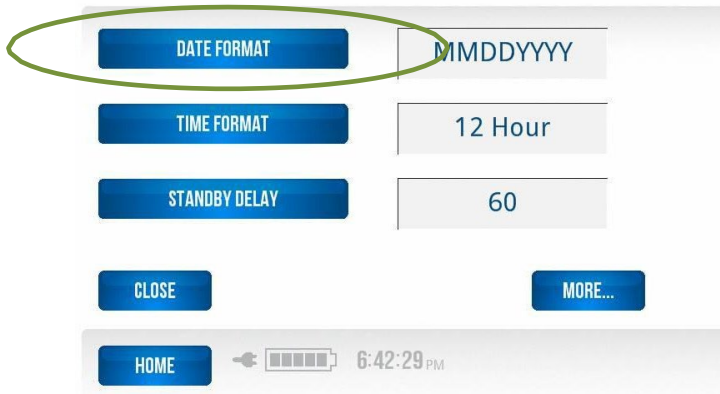 DATE FORMAT MMDDYYYY
TIME FORMAT 12 Hour
STANDBY DELAY 60
CLOSE MORE...
HOME 6:42:29 PM